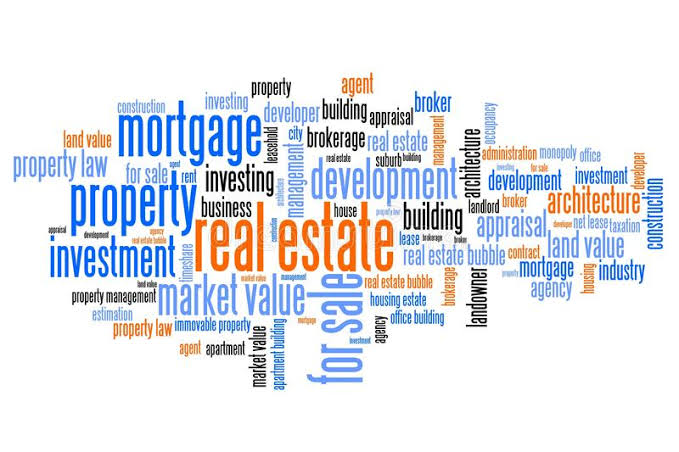 property
agent
construction
investing
developer
building
appraisal
broker
mortgage
leasehold
city
brokerage
real estate
management
architecture
occupancy
land value
property law
for sale
agent
rent
investing
management
real estate
suburb
building
development
administration
monopoly
office
investing
for sale
developer
property
business
architecture
house
property law
building
landlord
development
investment
broker
architecture
construction
appraisal
developer
net lease
taxation
appraisal
development
agency
real estate bubble
investment
timeshare
real estate
construction
lease
brokerage
broker
real estate bubble
contract
land value
land value
market value
management
property management
market value
for sale
real estate bubble
brokerage
landowner
property
mortgage
agency
housing
industry
estimation
housing estate
property law
immovable property
mortgage
office building
agent
apartment
market value
apartment building
investment
agency